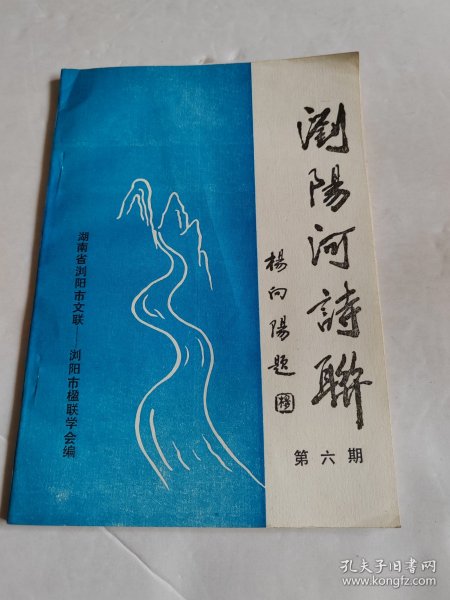 瀏陽河詩聯
楊向陽題
第六期
湖南省浏阳市文联
浏阳市楹联学会编
孔夫子旧书网
www.kongfz.com